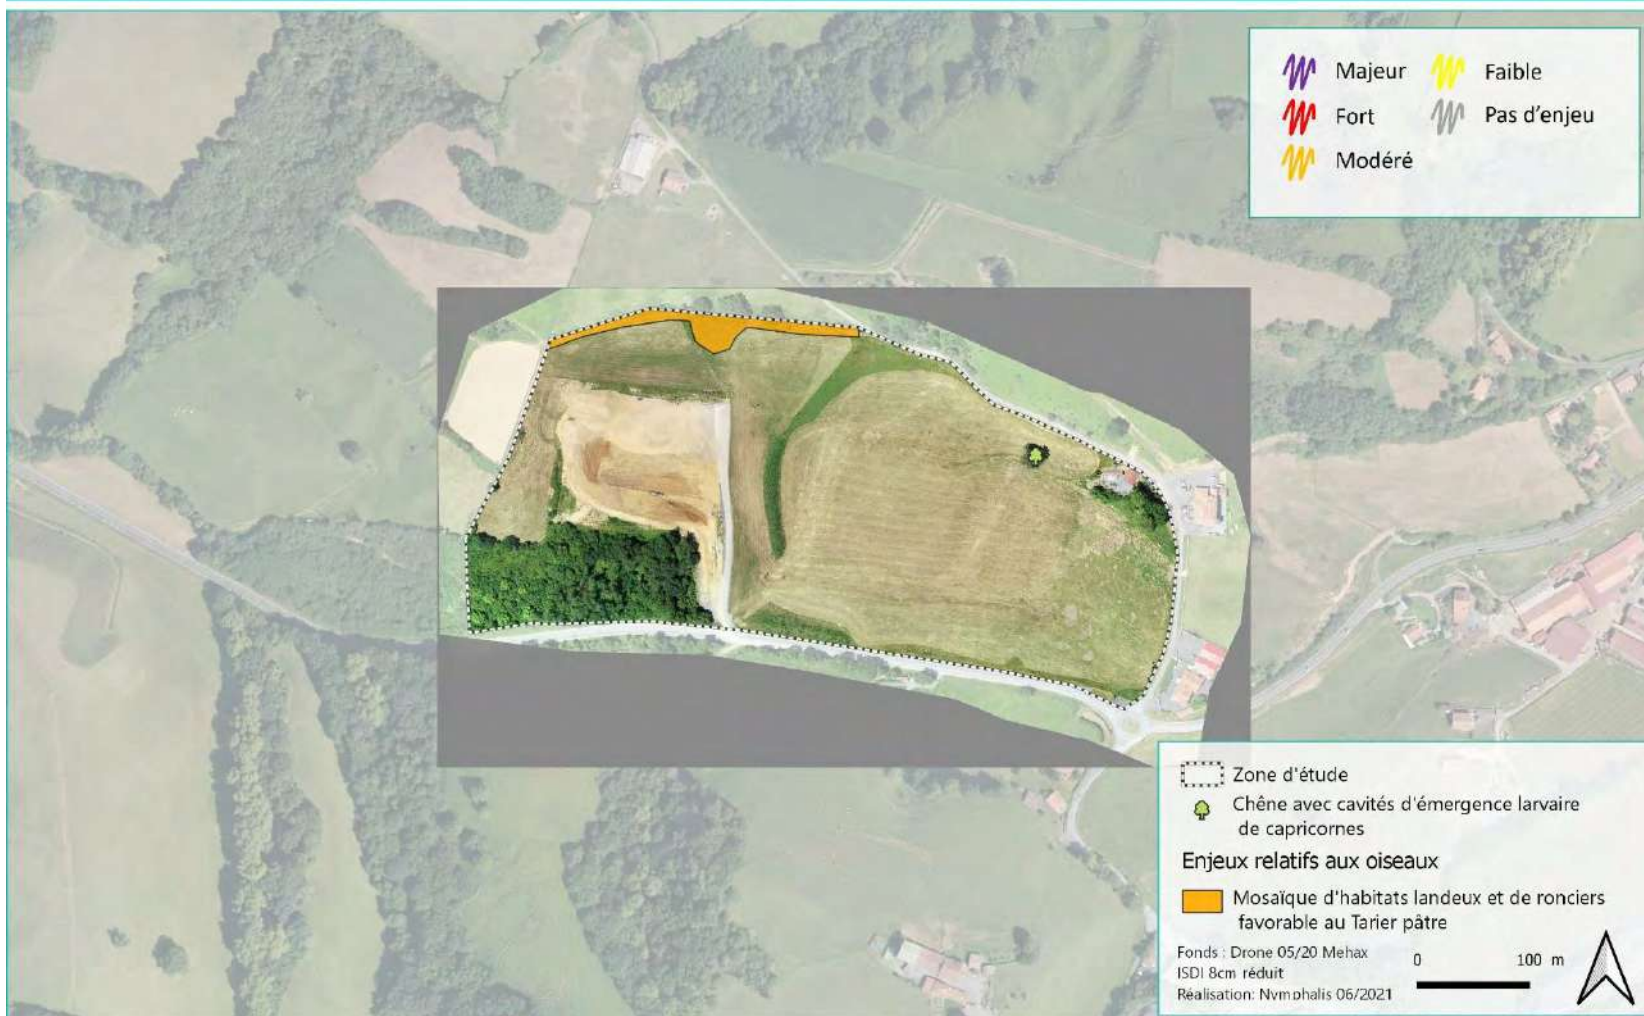 Majeur
Faible
Fort
Pas d'enjeu
Modéré
Zone d'étude
Chêne avec cavités d'émergence larvaire
de capricornes
Enjeux relatifs aux oiseaux
Mosaïque d'habitats landeux et de ronciers
favorable au Tarier pâtre
Fonds : Drone 05/20 Mehax
ISDI 8cm réduit
Réalisation: Nymphalis 06/2021
0 100 m